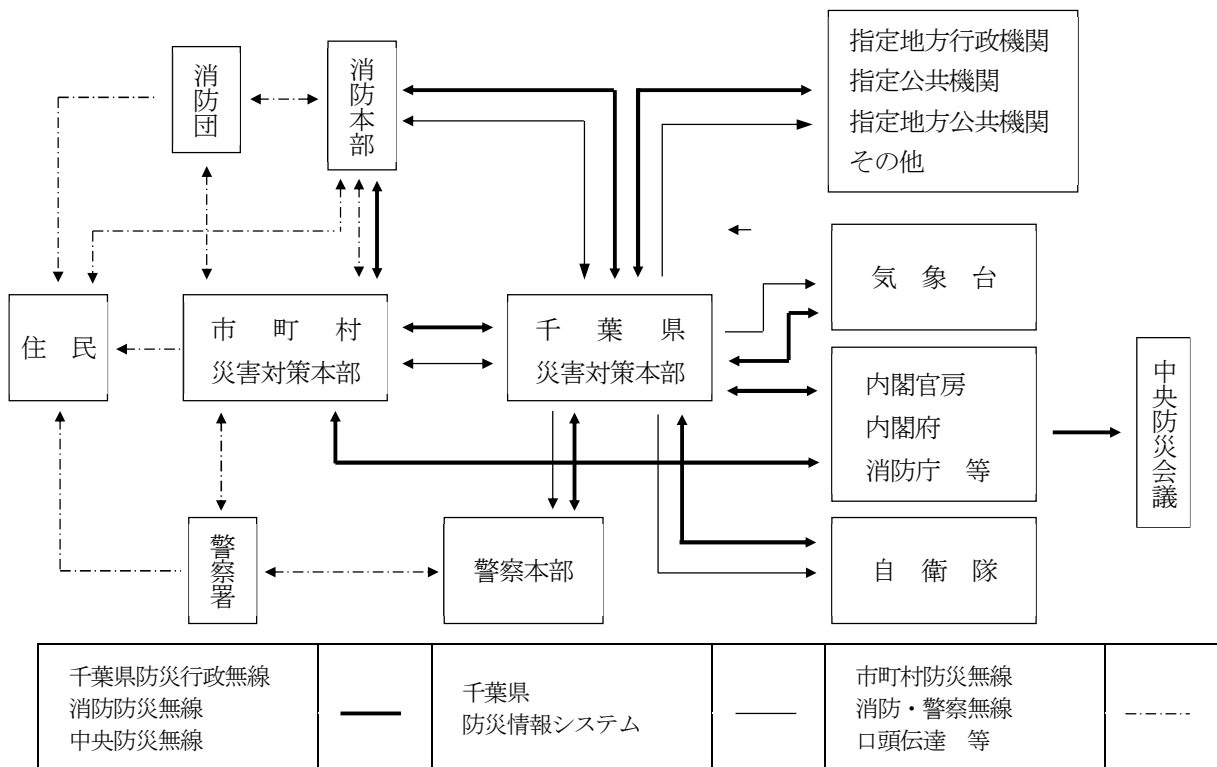 消防団
消防本部
指定地方行政機関
指定公共機関
指定地方公共機関
その他
気象台
住民
市町村
災害対策本部
千葉県
災害対策本部
内閣官房
内閣府
消防庁 等
中央防災会議
警察署
警察本部
自衛隊
千葉県防災行政無線
消防防災無線
中央防災無線
千葉県
防災情報システム
市町村防災無線
消防・警察無線
口頭伝達 等